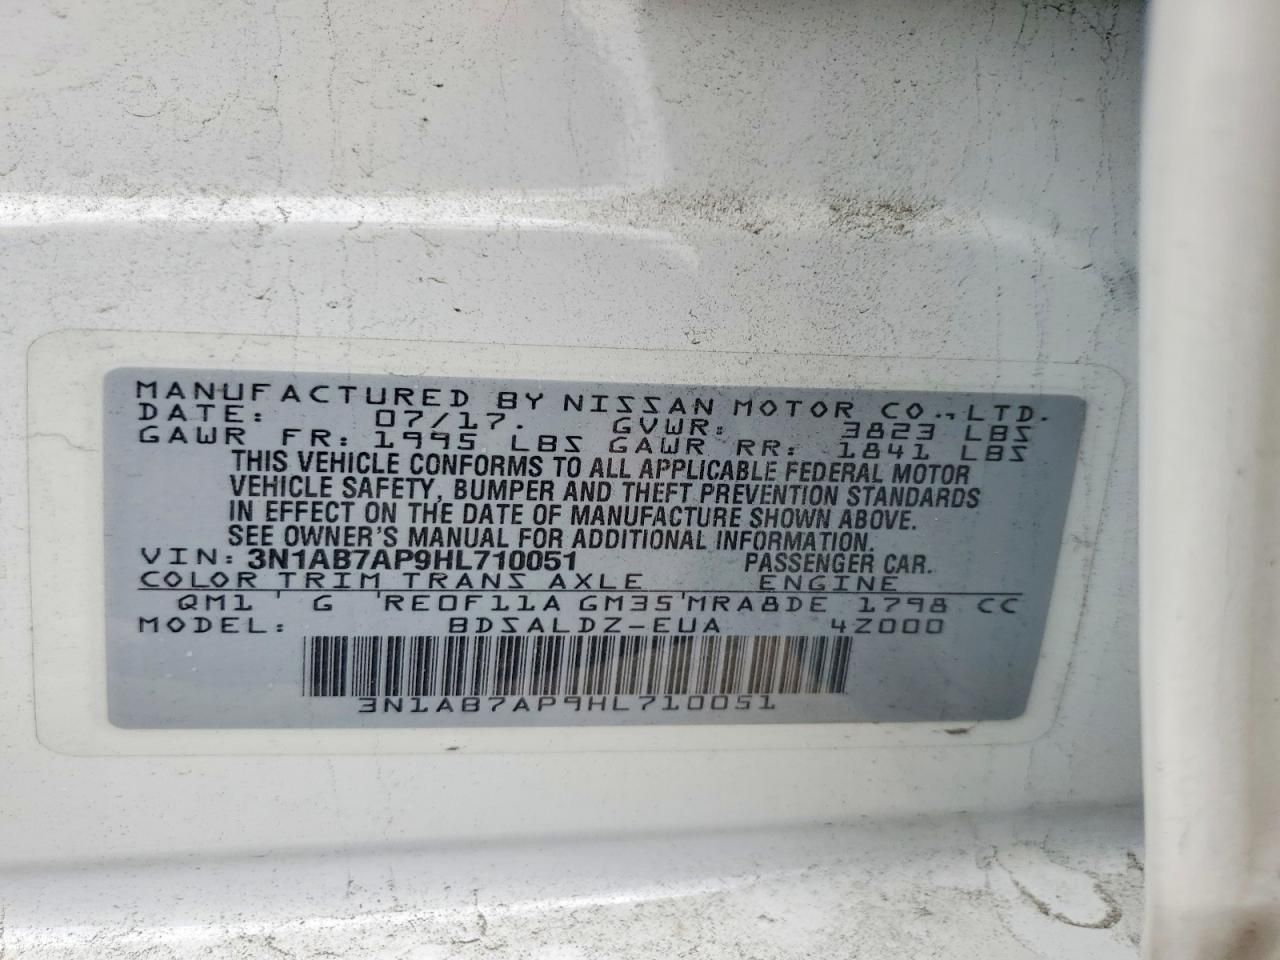 MANUFACTURED BY NISSAN MOTOR CO., LTD.
DATE: 07/17. GVWR: 3823 LBS
GAWR FR: 1995 LBS GAWR RR: 1841 LBS
THIS VEHICLE CONFORMS TO ALL APPLICABLE FEDERAL MOTOR
VEHICLE SAFETY, BUMPER AND THEFT PREVENTION STANDARDS
IN EFFECT ON THE DATE OF MANUFACTURE SHOWN ABOVE.
SEE OWNER'S MANUAL FOR ADDITIONAL INFORMATION.
VIN: 3N1AB7AP9HL710051 PASSENGER CAR.
COLOR TRIM TRANS AXLE ENGINE
QM1 ' G 'RE0F11A GM35'MRA8DE 1798 CC
MODEL: BDSALDZ-EUA 4Z000
3N1AB7AP9HL710051